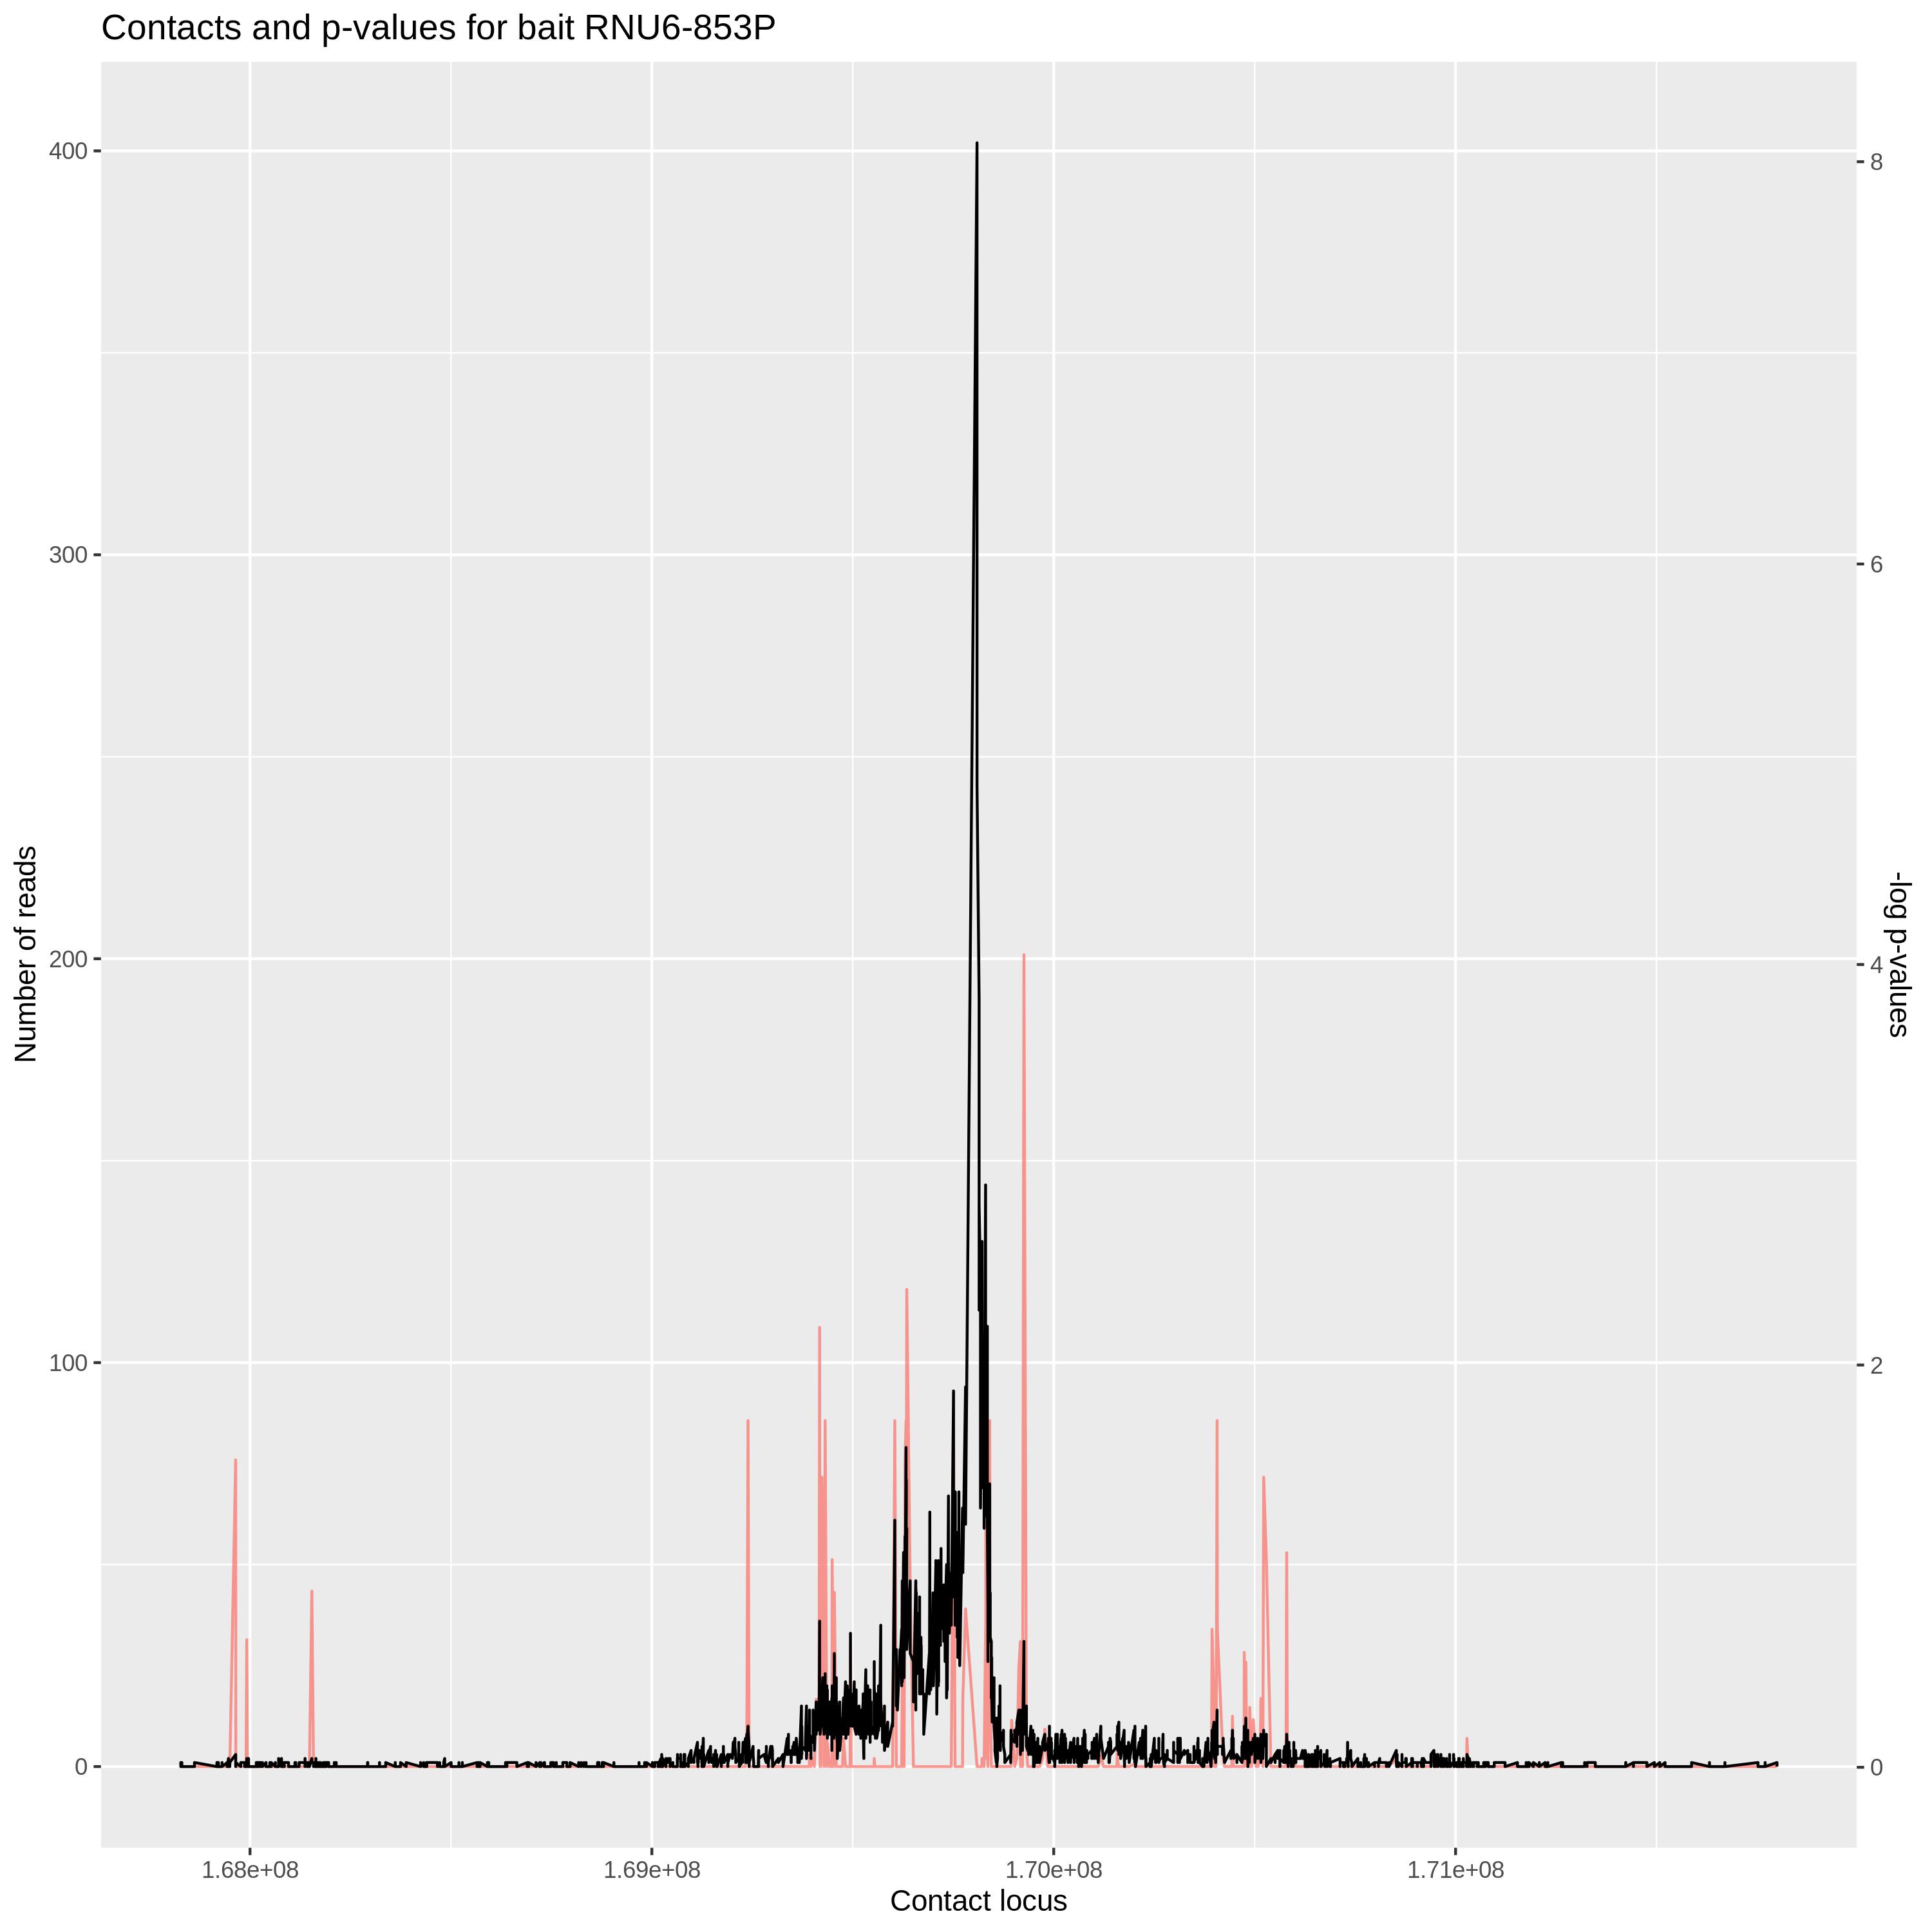 Contacts and p-values for bait RNU6-853P
400
300
200
100
0
8
6
4
2
0
Number of reads
-log p-values
1.68e+08
1.69e+08
1.70e+08
1.71e+08
Contact locus